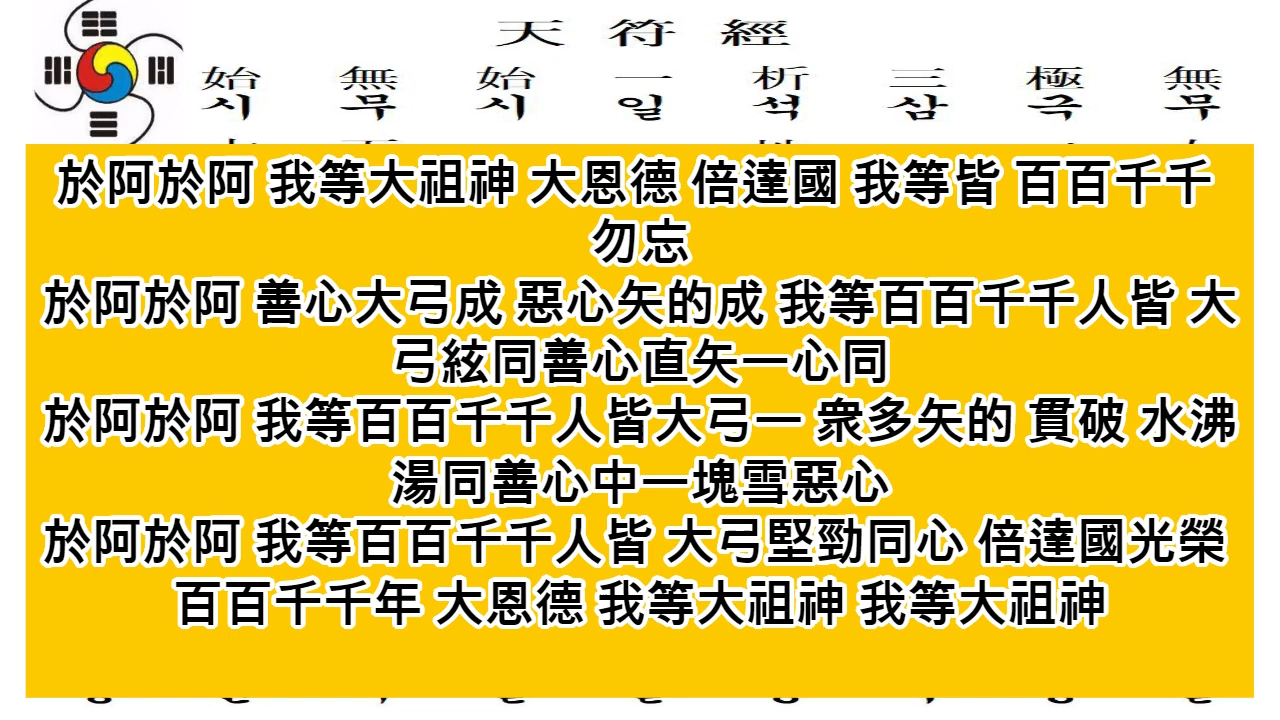 天 符 經
始 無 始 一 析 三 極 無
시 무 시 일 석 삼 극 무
於阿於阿 我等大祖神 大恩德 倍達國 我等皆 百百千千
勿忘
於阿於阿 善心大弓成 惡心矢的成 我等百百千千人皆 大
弓絃同善心直矢一心同
於阿於阿 我等百百千千人皆大弓一 衆多矢的 貫破 水沸
湯同善心中一塊雪惡心
於阿於阿 我等百百千千人皆 大弓堅勁同心 倍達國光榮
百百千千年 大恩德 我等大祖神 我等大祖神